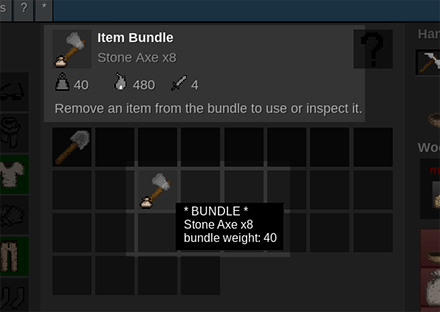 s ? *
Item Bundle
Stone Axe x8
40 480 4
?
Remove an item from the bundle to use or inspect it.
* BUNDLE *
Stone Axe x8
bundle weight: 40
Har
Woo